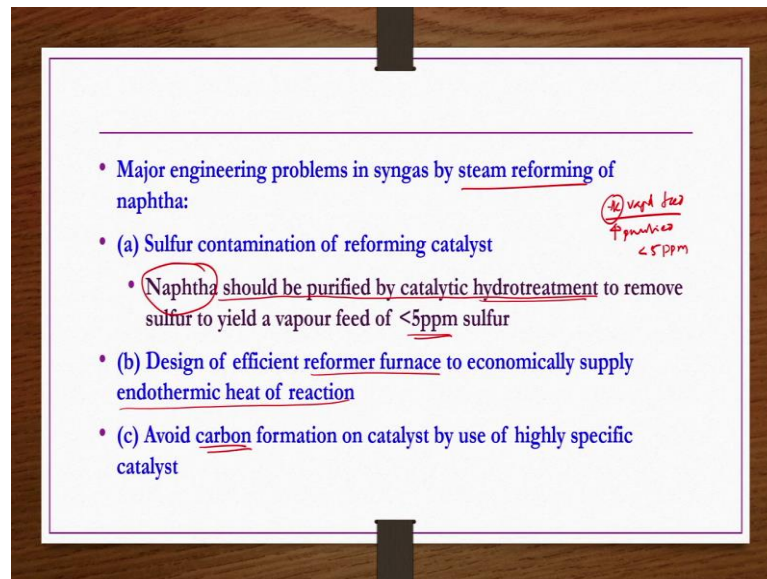 • Major engineering problems in syngas by steam reforming of
naphtha:
• (a) Sulfur contamination of reforming catalyst
• Naphtha should be purified by catalytic hydrotreatment to remove
sulfur to yield a vapour feed of <5ppm sulfur
• (b) Design of efficient reformer furnace to economically supply
endothermic heat of reaction
• (c) Avoid carbon formation on catalyst by use of highly specific
catalyst
feed
<5ppm